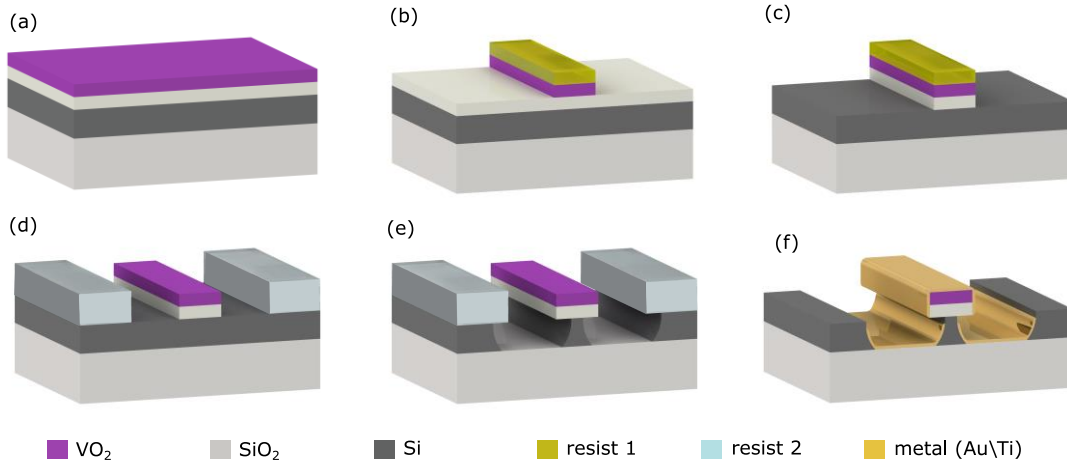 (a)
(b)
(c)
(d)
(e)
(f)
VO₂
SiO₂
Si
resist 1
resist 2
metal (Au\Ti)